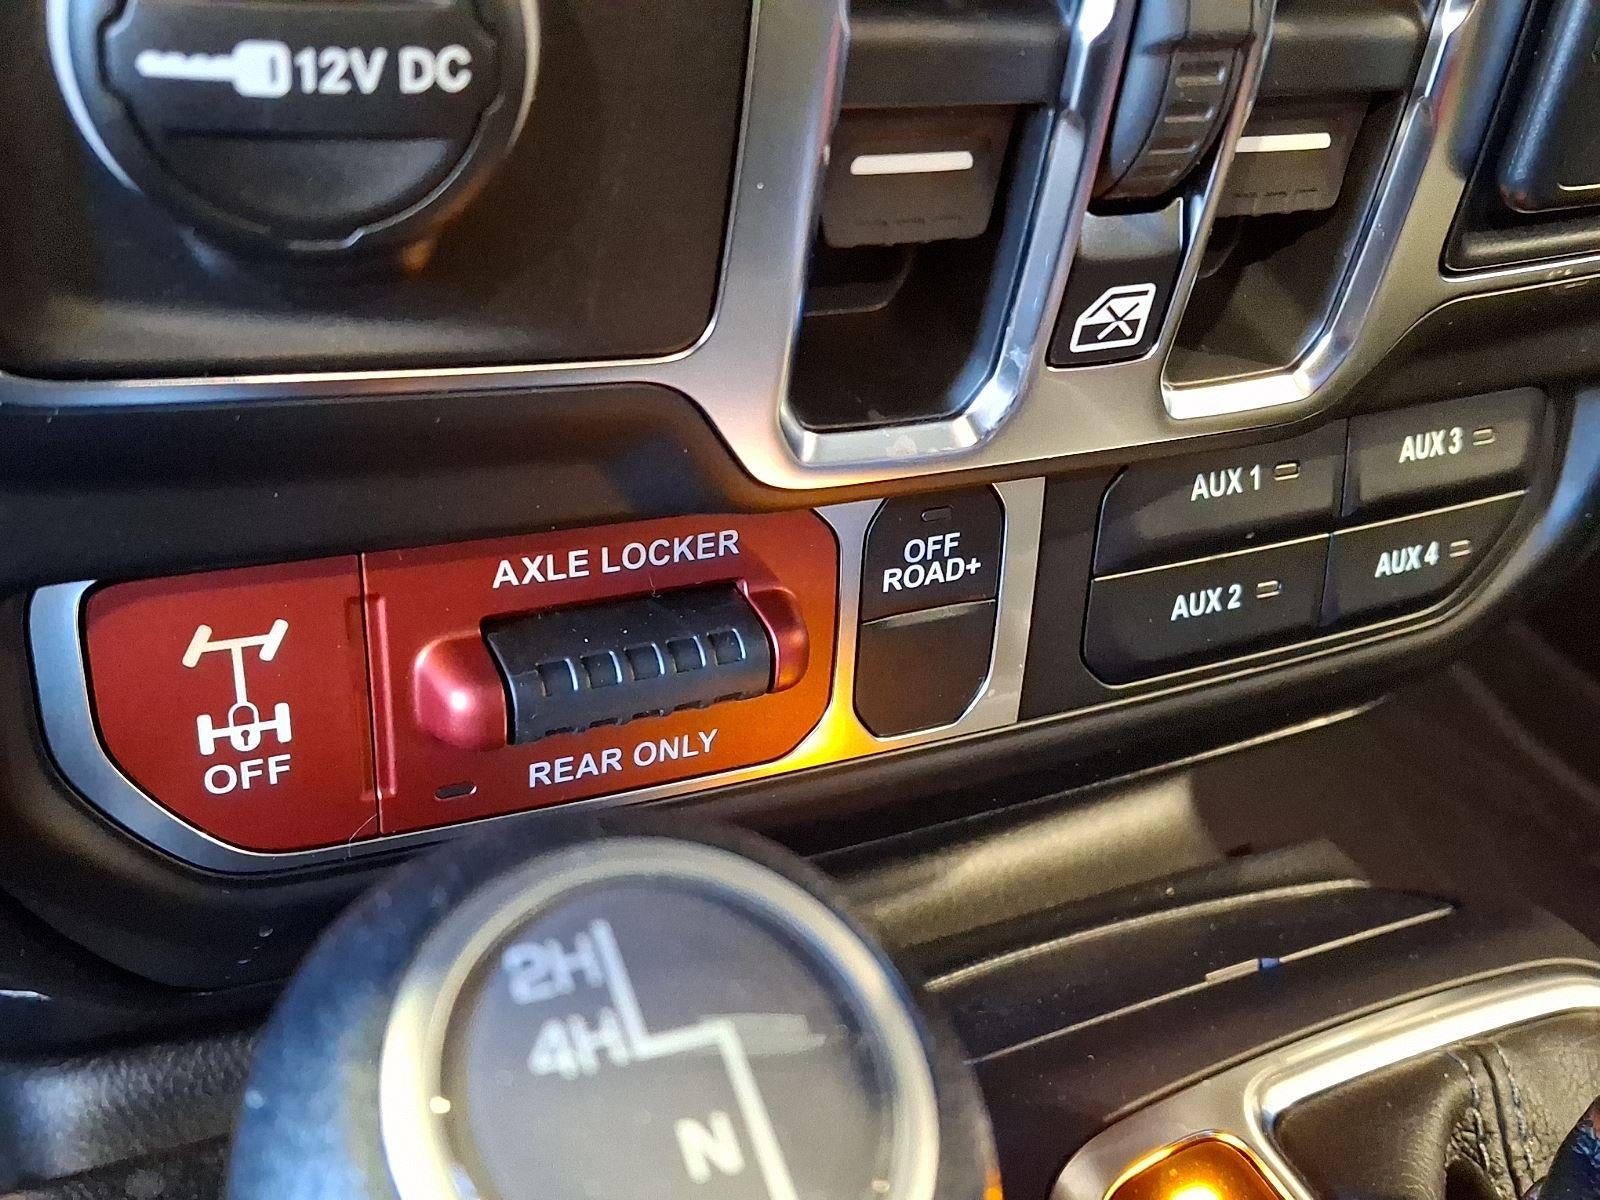 12V DC
AXLE LOCKER
OFF
REAR ONLY
OFF
ROAD+
AUX 1
AUX 3
AUX 2
AUX 4
2H
4H
N